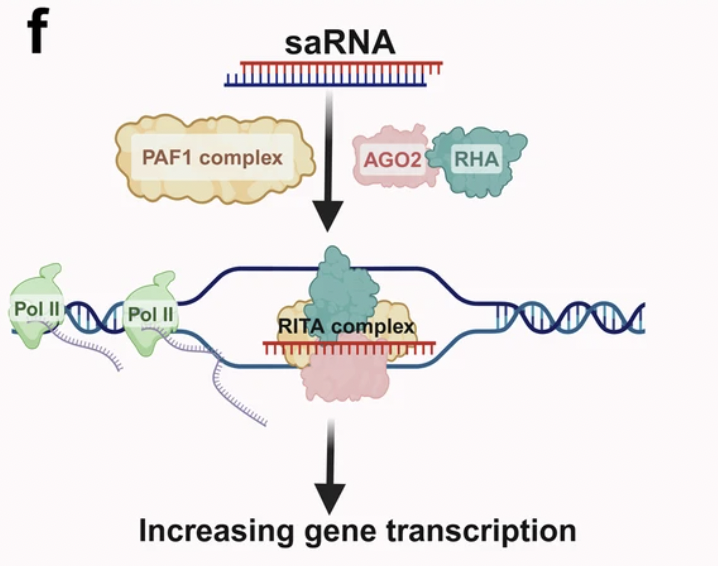 f
saRNA
PAF1 complex
AGO2
RHA
Pol II
Pol II
RITA complex
Increasing gene transcription